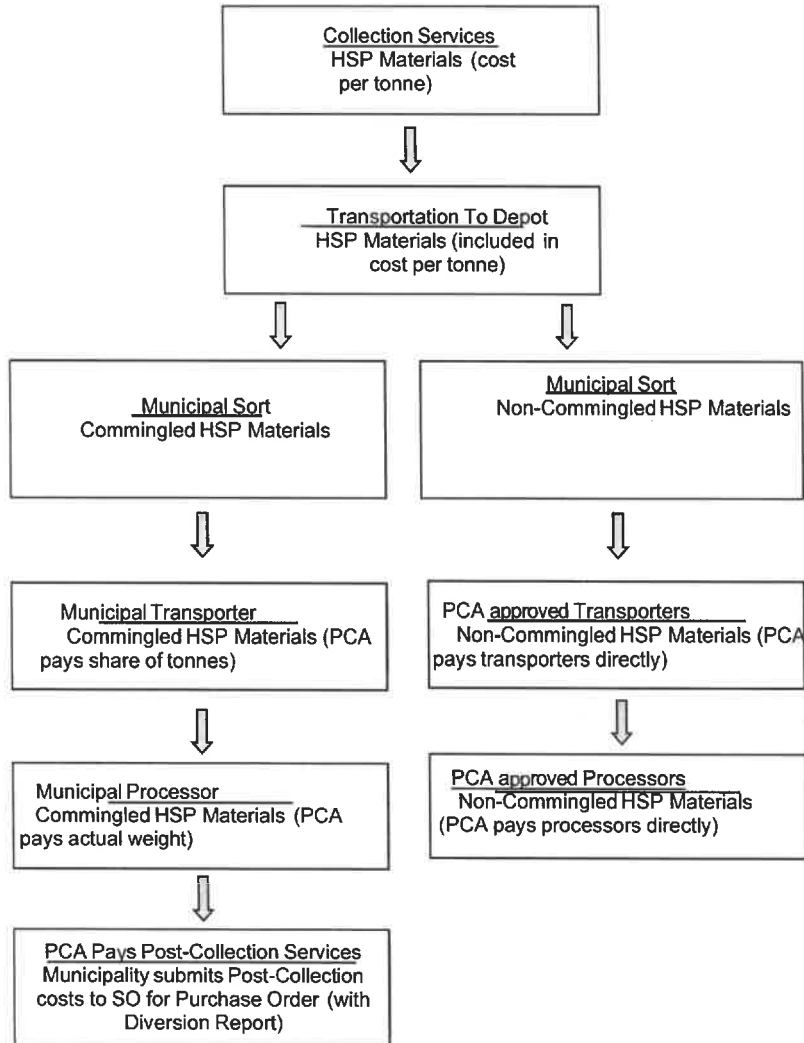 Collection Services
HSP Materials (cost
per tonne)
Transportation To Depot
HSP Materials (included in
cost per tonne)
Municipal Sort
Commingled HSP Materials
Municipal Sort
Non-Commingled HSP Materials
Municipal Transporter
Commingled HSP Materials (PCA
pays share of tonnes)
PCA approved Transporters
Non-Commingled HSP Materials (PCA
pays transporters directly)
Municipal Processor
Commingled HSP Materials (PCA
pays actual weight)
PCA approved Processors
Non-Commingled HSP Materials
(PCA pays processors directly)
PCA Pays Post-Collection Services
Municipality submits Post-Collection
costs to SO for Purchase Order (with
Diversion Report)